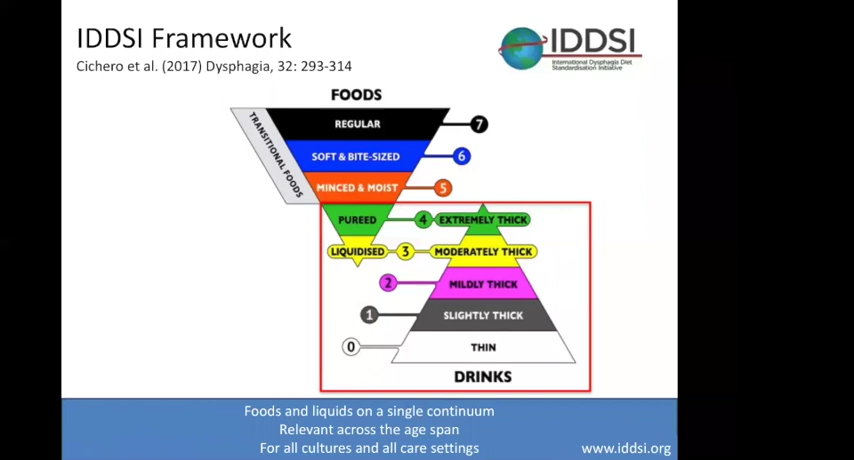 IDDSI Framework
Cichero et al. (2017) Dysphagia, 32: 293-314
IDDSI
International Dysphagia Diet
Standardisation Initiative
FOODS
TRANSITIONAL FOODS
REGULAR
7
SOFT & BITE-SIZED
6
MINCED & MOIST
5
PUREED
4
EXTREMELY THICK
LIQUIDISED
3
MODERATELY THICK
2
MILDLY THICK
1
SLIGHTLY THICK
0
THIN
DRINKS
Foods and liquids on a single continuum
Relevant across the age span
For all cultures and all care settings
www.iddsi.org